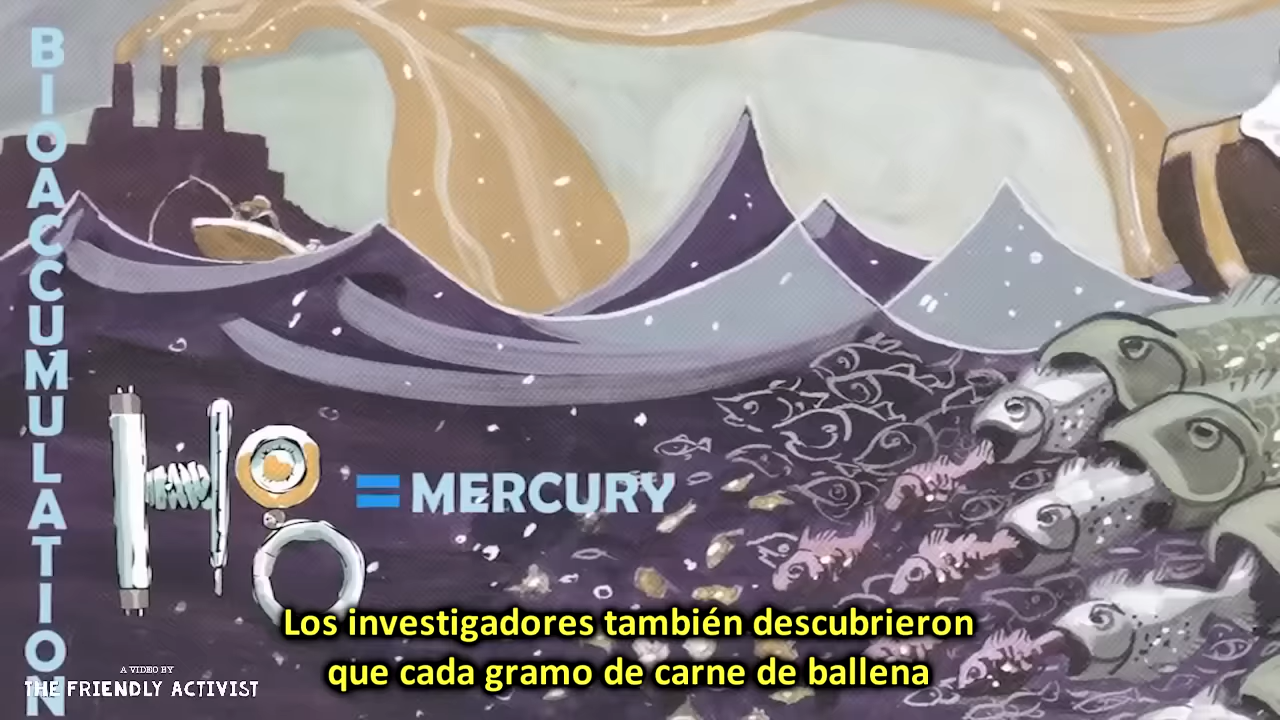 BIOACCUMULATION
Hg = MERCURY
A VIDEO BY
THE FRIENDLY ACTIVIST
Los investigadores también descubrieron
que cada gramo de carne de ballena